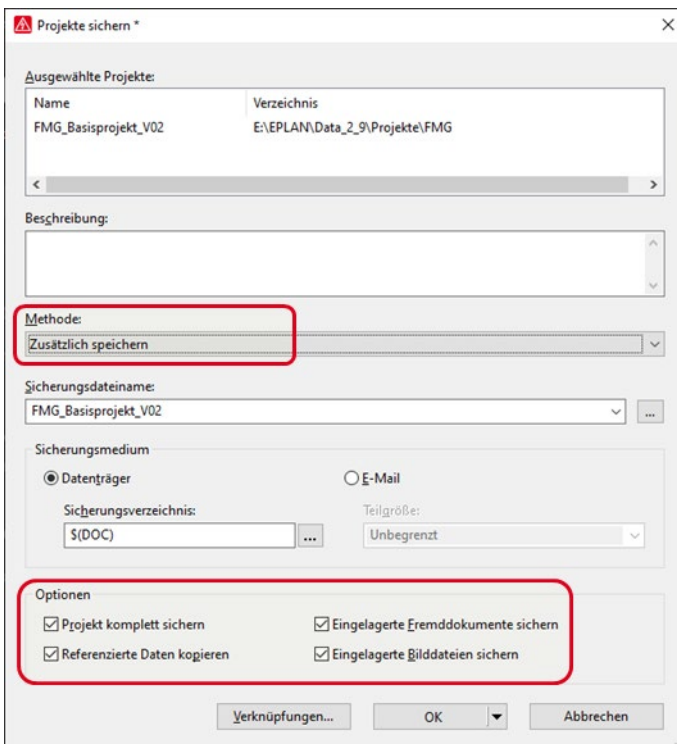 Projekte sichern *
Ausgewählte Projekte:
Name Verzeichnis
FMG_Basisprojekt_V02 E:\EPLAN\Data_2_9\Projekte\FMG
Beschreibung:
Methode:
Zusätzlich speichern
Sicherungsdateiname:
FMG_Basisprojekt_V02
...
Sicherungsmedium
Datenträger E-Mail
Sicherungsverzeichnis: Teilgröße:
$(DOC) ... Unbegrenzt
Optionen
Projekt komplett sichern Eingelagerte Fremddokumente sichern
Referenzierte Daten kopieren Eingelagerte Bilddateien sichern
Verknüpfungen... OK Abbrechen